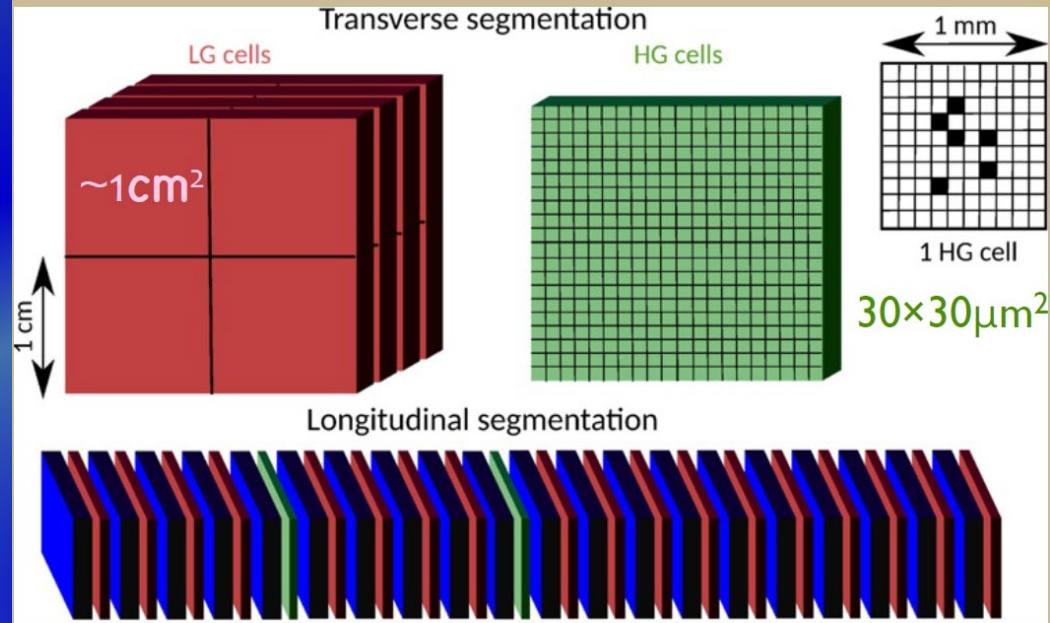 Transverse segmentation
LG cells
HG cells
1 mm
~1cm²
1 cm
1 HG cell
30×30μm²
Longitudinal segmentation